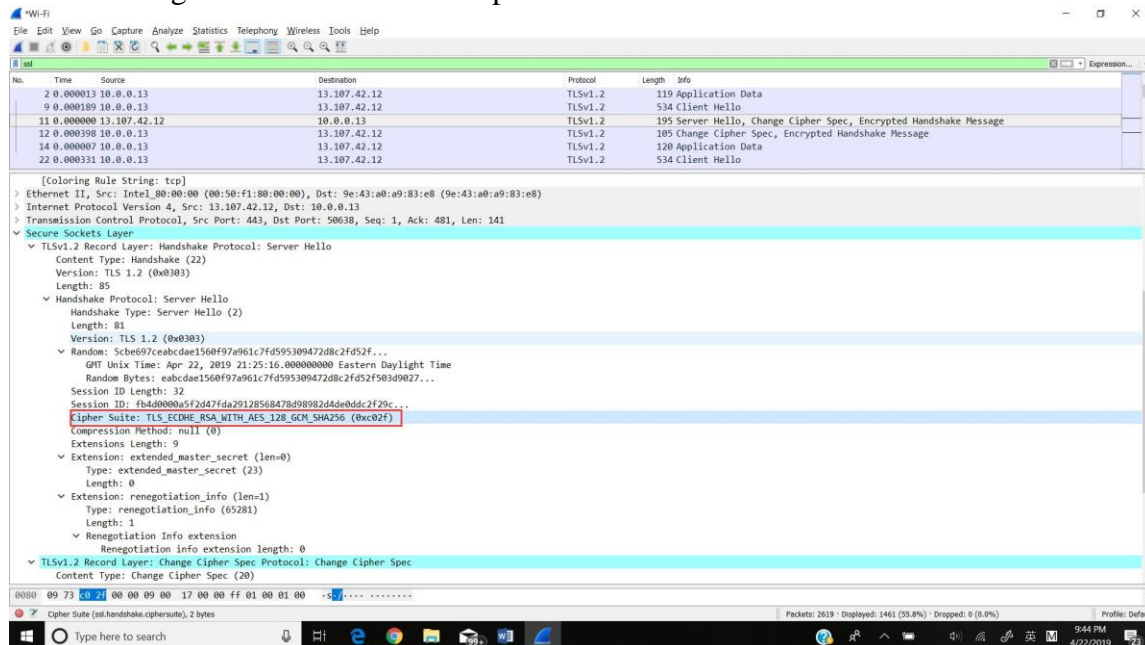 *Wi-Fi
File Edit View Go Capture Analyze Statistics Telephony Wireless Tools Help
ssl Expression...
No. Time Source Destination Protocol Length Info
2 0.000013 10.0.0.13 13.107.42.12 TLSv1.2 119 Application Data
9 0.000189 10.0.0.13 13.107.42.12 TLSv1.2 534 Client Hello
11 0.000000 13.107.42.12 10.0.0.13 TLSv1.2 195 Server Hello, Change Cipher Spec, Encrypted Handshake Message
12 0.000398 10.0.0.13 13.107.42.12 TLSv1.2 105 Change Cipher Spec, Encrypted Handshake Message
14 0.000007 10.0.0.13 13.107.42.12 TLSv1.2 120 Application Data
22 0.000331 10.0.0.13 13.107.42.12 TLSv1.2 534 Client Hello
[Coloring Rule String: tcp]
Ethernet II, Src: Intel_80:00:00 (00:50:f1:80:00:00), Dst: 9e:43:a0:a9:83:e8 (9e:43:a0:a9:83:e8)
Internet Protocol Version 4, Src: 13.107.42.12, Dst: 10.0.0.13
Transmission Control Protocol, Src Port: 443, Dst Port: 50638, Seq: 1, Ack: 481, Len: 141
Secure Sockets Layer
TLSv1.2 Record Layer: Handshake Protocol: Server Hello
Content Type: Handshake (22)
Version: TLS 1.2 (0x0303)
Length: 85
Handshake Protocol: Server Hello
Handshake Type: Server Hello (2)
Length: 81
Version: TLS 1.2 (0x0303)
Random: 5cbe697ceabcdae1560f97a961c7fd595309472d8c2fd52f...
GMT Unix Time: Apr 22, 2019 21:25:16.000000000 Eastern Daylight Time
Random Bytes: eabcdae1560f97a961c7fd595309472d8c2fd52f503d9027...
Session ID Length: 32
Session ID: fb4d0000a5f2d47fda29128568478d98982d4de0ddc2f29c...
Cipher Suite: TLS_ECDHE_RSA_WITH_AES_128_GCM_SHA256 (0xc02f)
Compression Method: null (0)
Extensions Length: 9
Extension: extended_master_secret (len=0)
Type: extended_master_secret (23)
Length: 0
Extension: renegotiation_info (len=1)
Type: renegotiation_info (65281)
Length: 1
Renegotiation Info extension
Renegotiation info extension length: 0
TLSv1.2 Record Layer: Change Cipher Spec Protocol: Change Cipher Spec
Content Type: Change Cipher Spec (20)
0080 09 73 c0 2f 00 00 09 00 17 00 00 ff 01 00 01 00 ·s·/···· ········
Cipher Suite (ssl.handshake.ciphersuite), 2 bytes Packets: 2619 · Displayed: 1461 (55.8%) · Dropped: 0 (0.0%) Profile: Defa
Type here to search 99+ 英 M 9:44 PM
4/22/2019 23